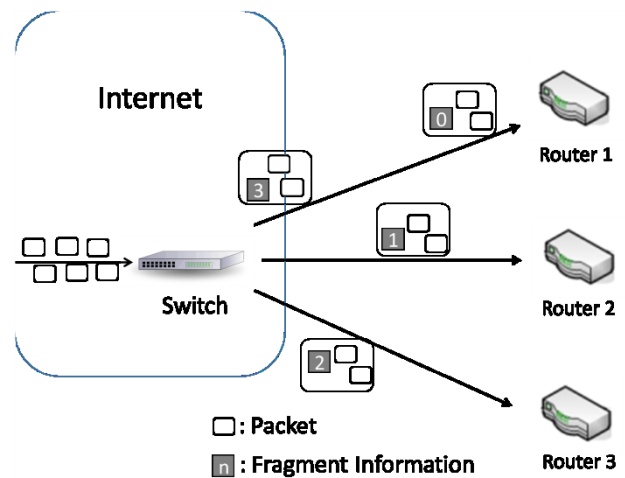 Internet
0
Router 1
3
1
Switch
Router 2
2
: Packet
n : Fragment Information
Router 3